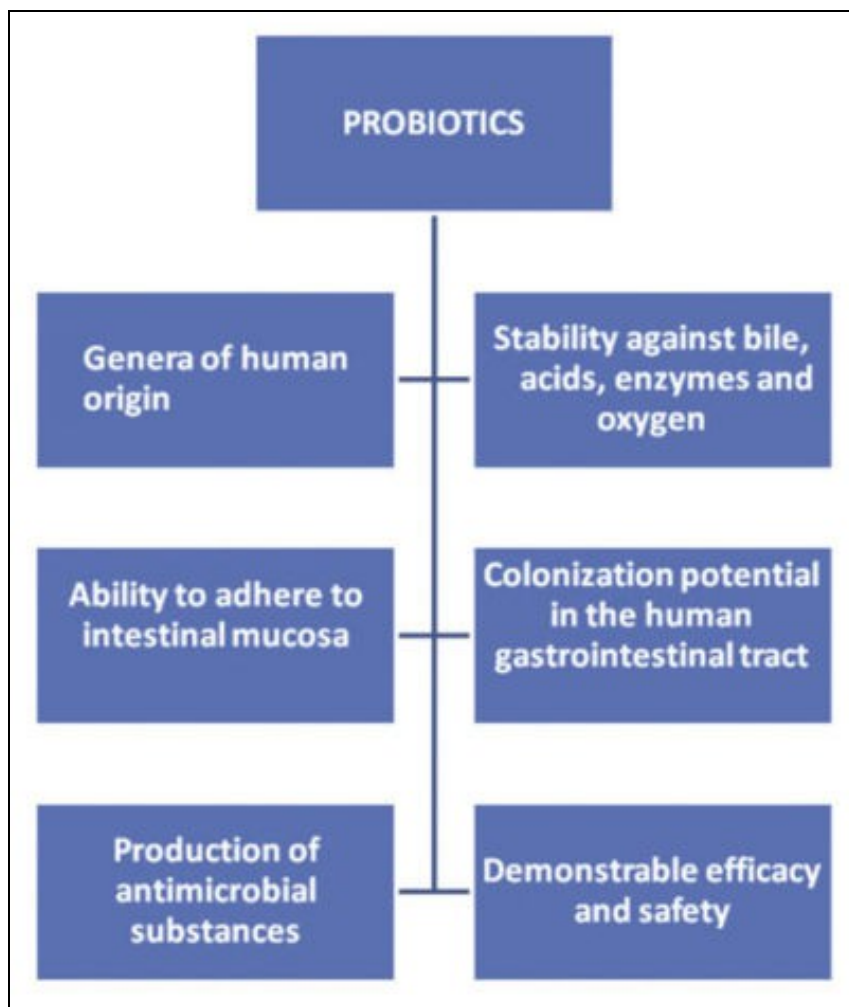 PROBIOTICS
Genera of human
origin
Stability against bile,
acids, enzymes and
oxygen
Ability to adhere to
intestinal mucosa
Colonization potential
in the human
gastrointestinal tract
Production of
antimicrobial
substances
Demonstrable efficacy
and safety